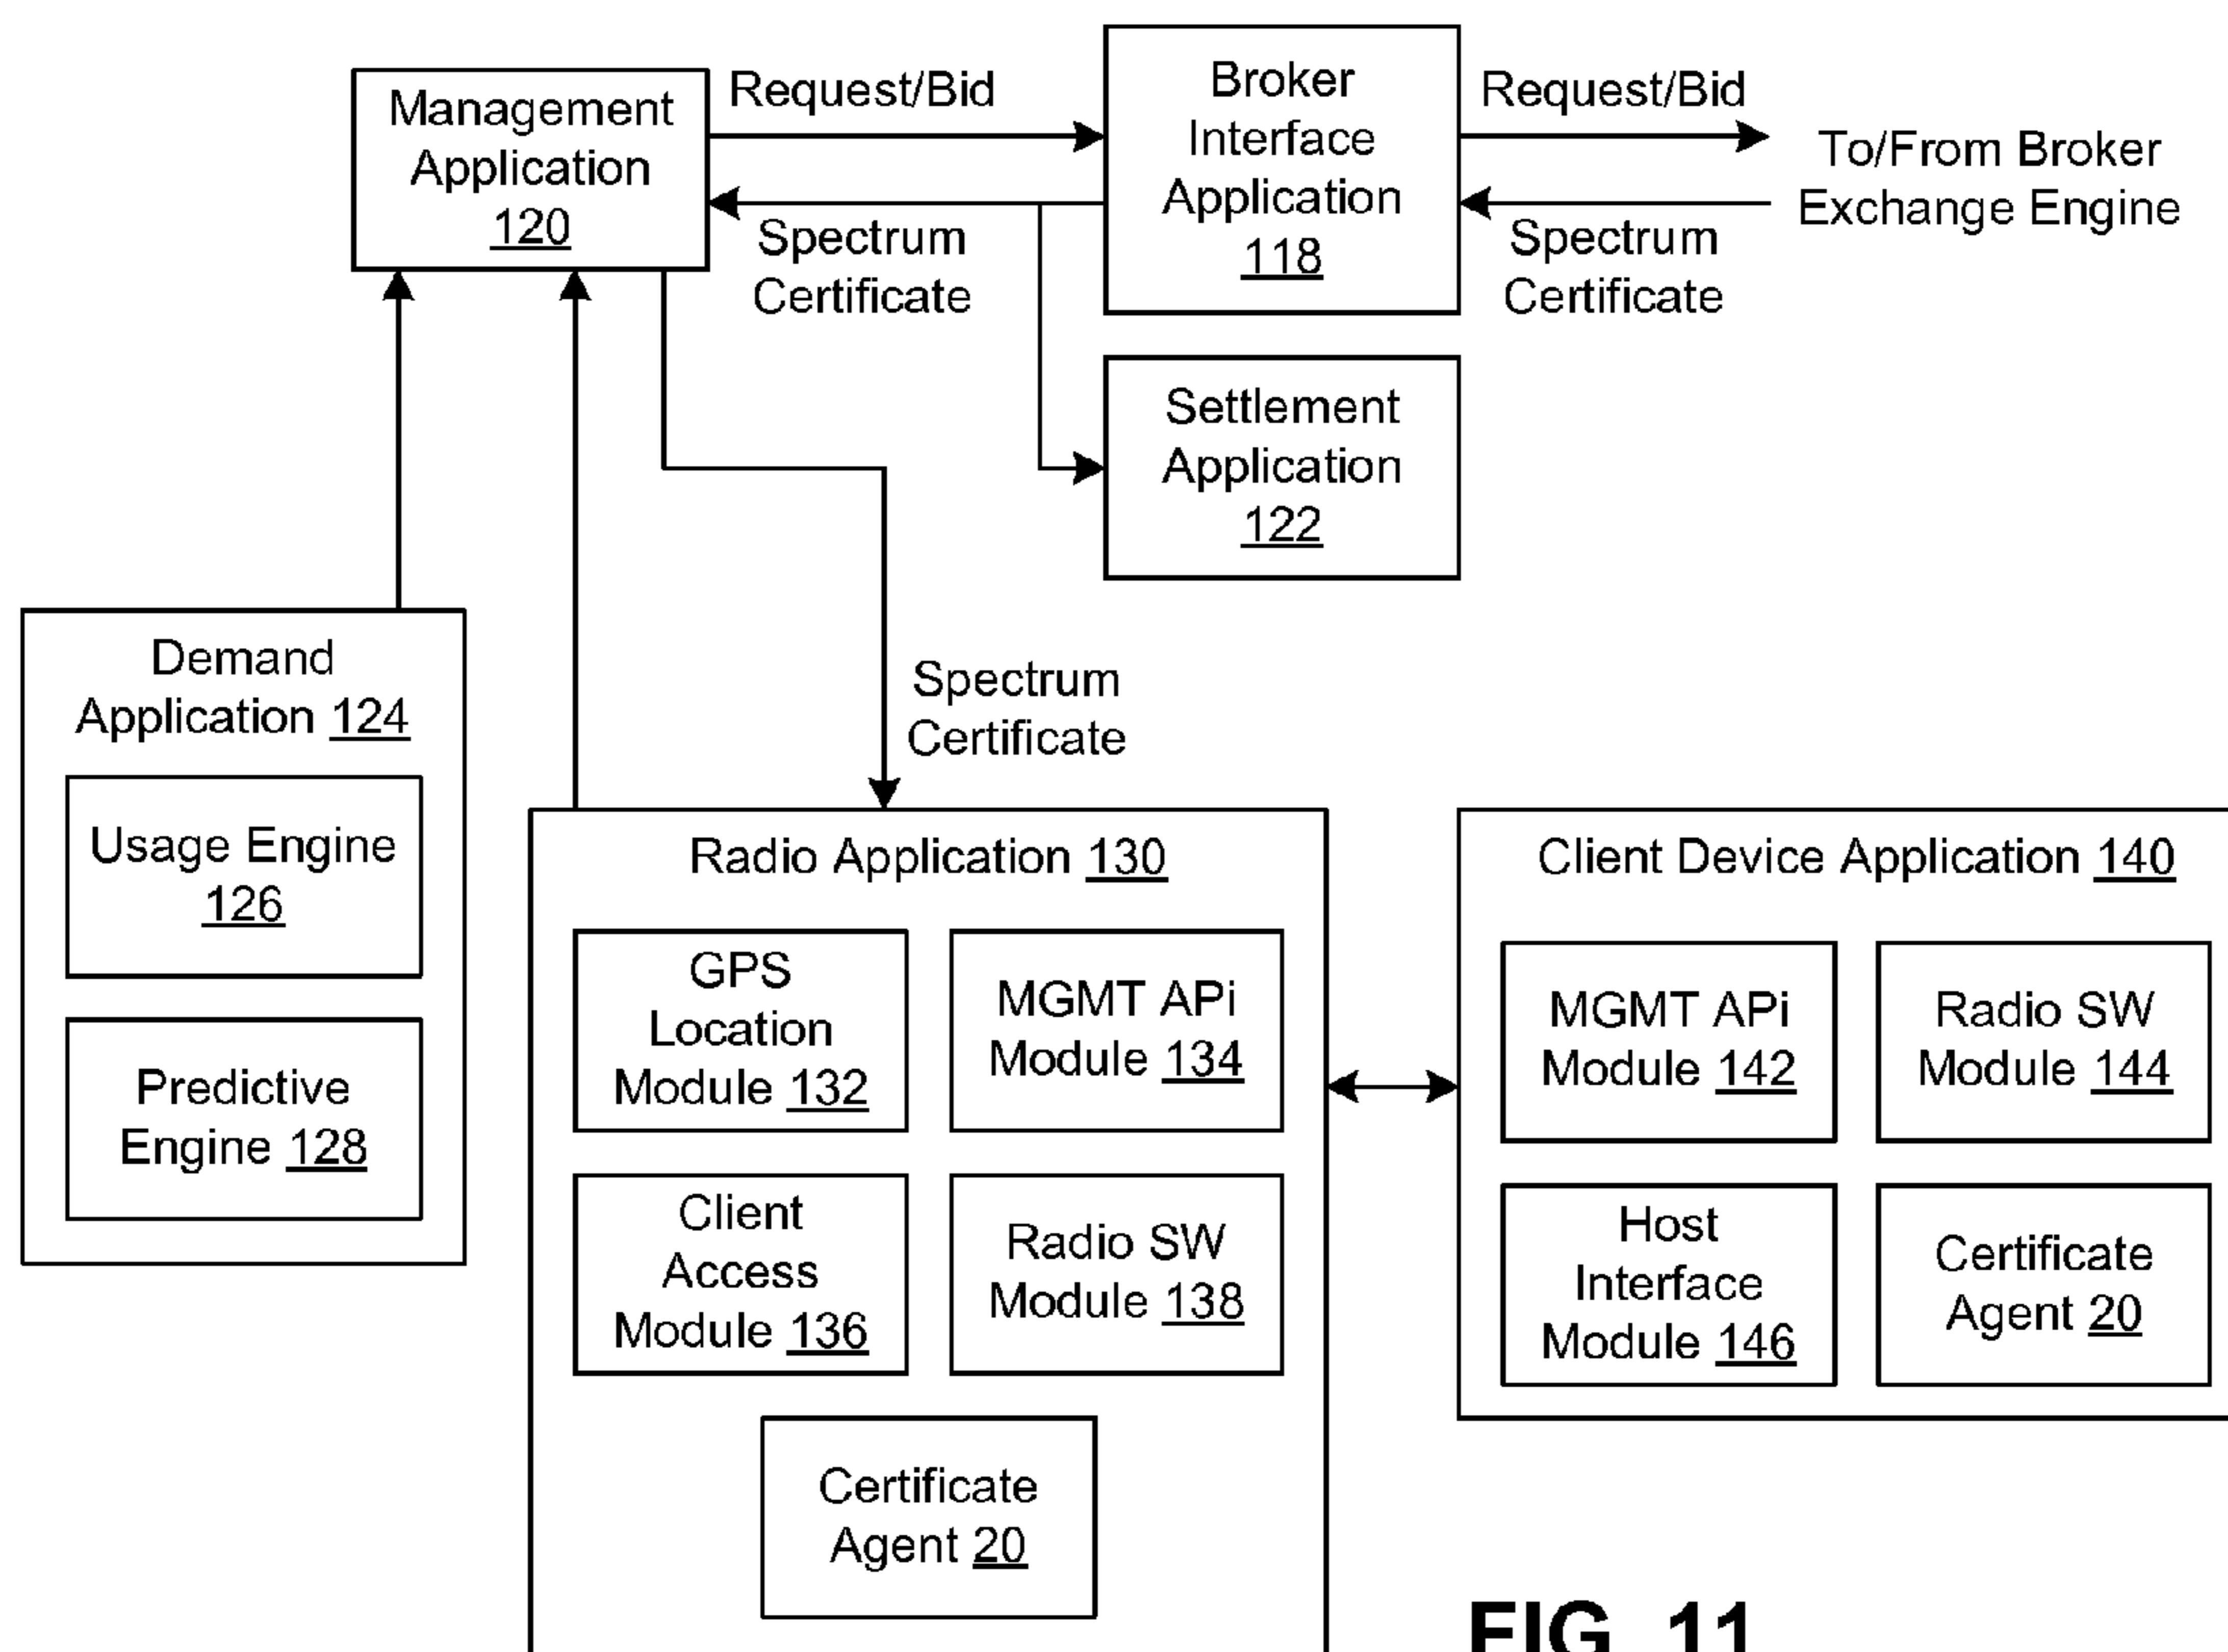 Management
Application
120
Request/Bid
Broker
Interface
Application
118
Request/Bid
To/From Broker
Exchange Engine
Spectrum
Certificate
Spectrum
Certificate
Settlement
Application
122
Demand
Application 124
Usage Engine
126
Predictive
Engine 128
Spectrum
Certificate
Radio Application 130
GPS
Location
Module 132
MGMT APi
Module 134
Client
Access
Module 136
Radio SW
Module 138
Certificate
Agent 20
Client Device Application 140
MGMT APi
Module 142
Radio SW
Module 144
Host
Interface
Module 146
Certificate
Agent 20
FIG. 11